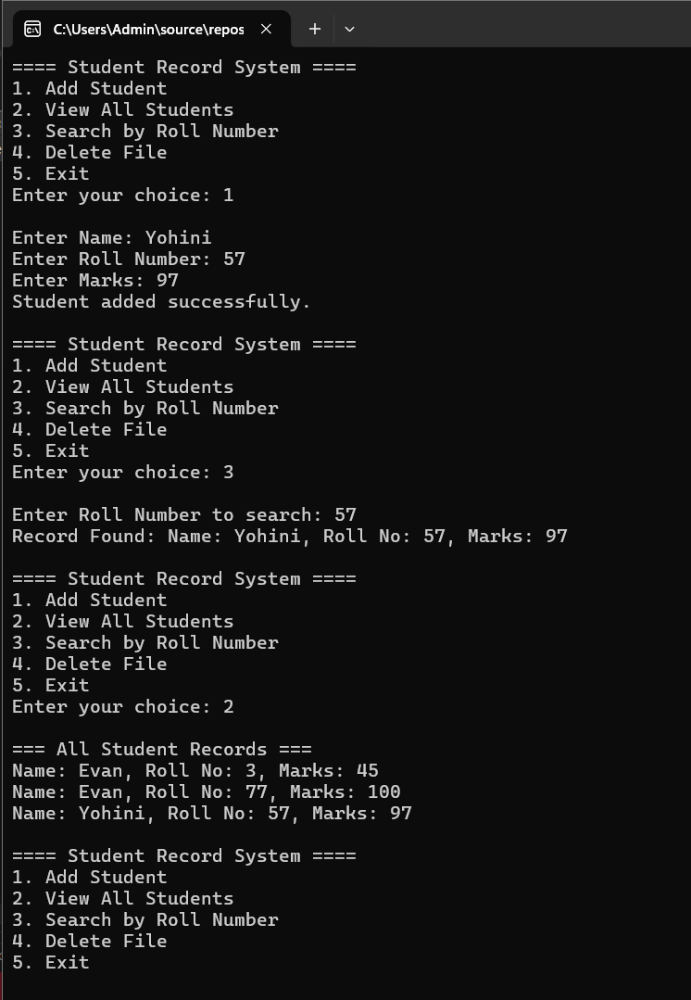 C:\Users\Admin\source\repos
==== Student Record System ====
1. Add Student
2. View All Students
3. Search by Roll Number
4. Delete File
5. Exit
Enter your choice: 1
Enter Name: Yohini
Enter Roll Number: 57
Enter Marks: 97
Student added successfully.
==== Student Record System ====
1. Add Student
2. View All Students
3. Search by Roll Number
4. Delete File
5. Exit
Enter your choice: 3
Enter Roll Number to search: 57
Record Found: Name: Yohini, Roll No: 57, Marks: 97
==== Student Record System ====
1. Add Student
2. View All Students
3. Search by Roll Number
4. Delete File
5. Exit
Enter your choice: 2
=== All Student Records ===
Name: Evan, Roll No: 3, Marks: 45
Name: Evan, Roll No: 77, Marks: 100
Name: Yohini, Roll No: 57, Marks: 97
==== Student Record System ====
1. Add Student
2. View All Students
3. Search by Roll Number
4. Delete File
5. Exit